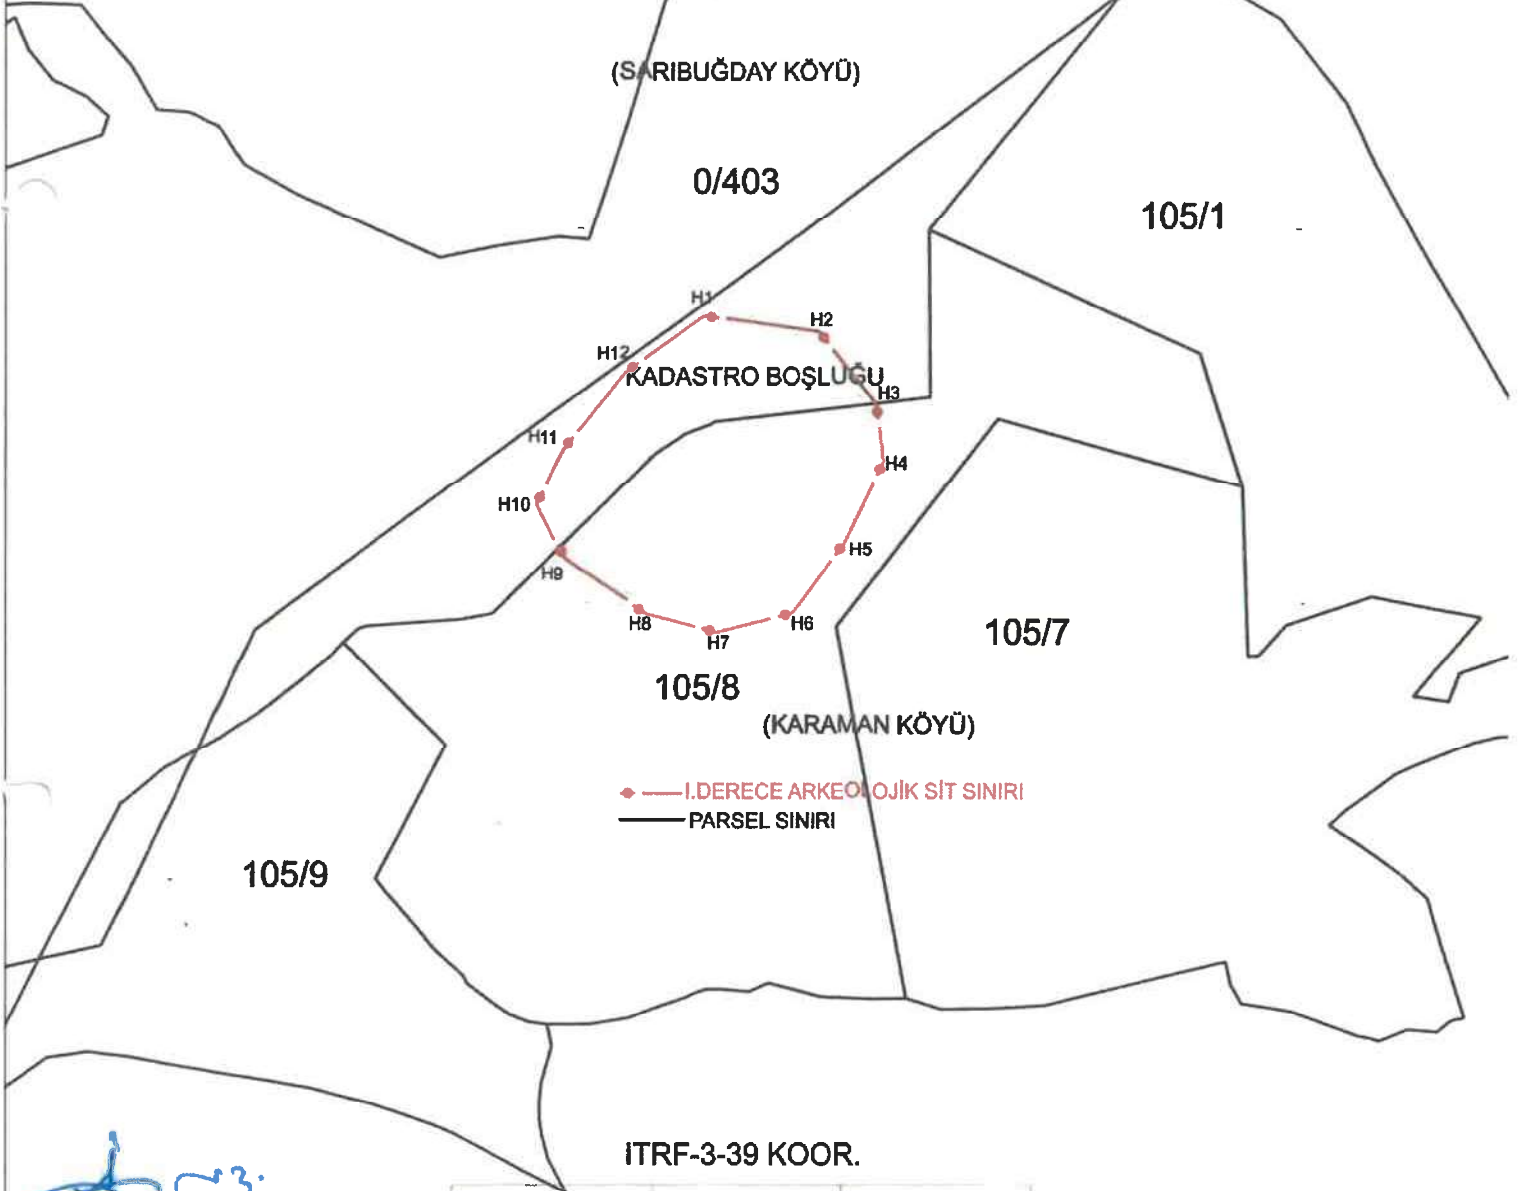 (SARIBUĞDAY KÖYÜ)
0/403
105/1
H1
H2
H12
KADASTRO BOŞLUĞU
H3
H11
H4
H10
H5
H9
H8
H6
H7
105/7
105/8
(KARAMAN KÖYÜ)
I.DERECE ARKEOLOJİK SİT SINIRI
PARSEL SINIRI
105/9
ITRF-3-39 KOOR.